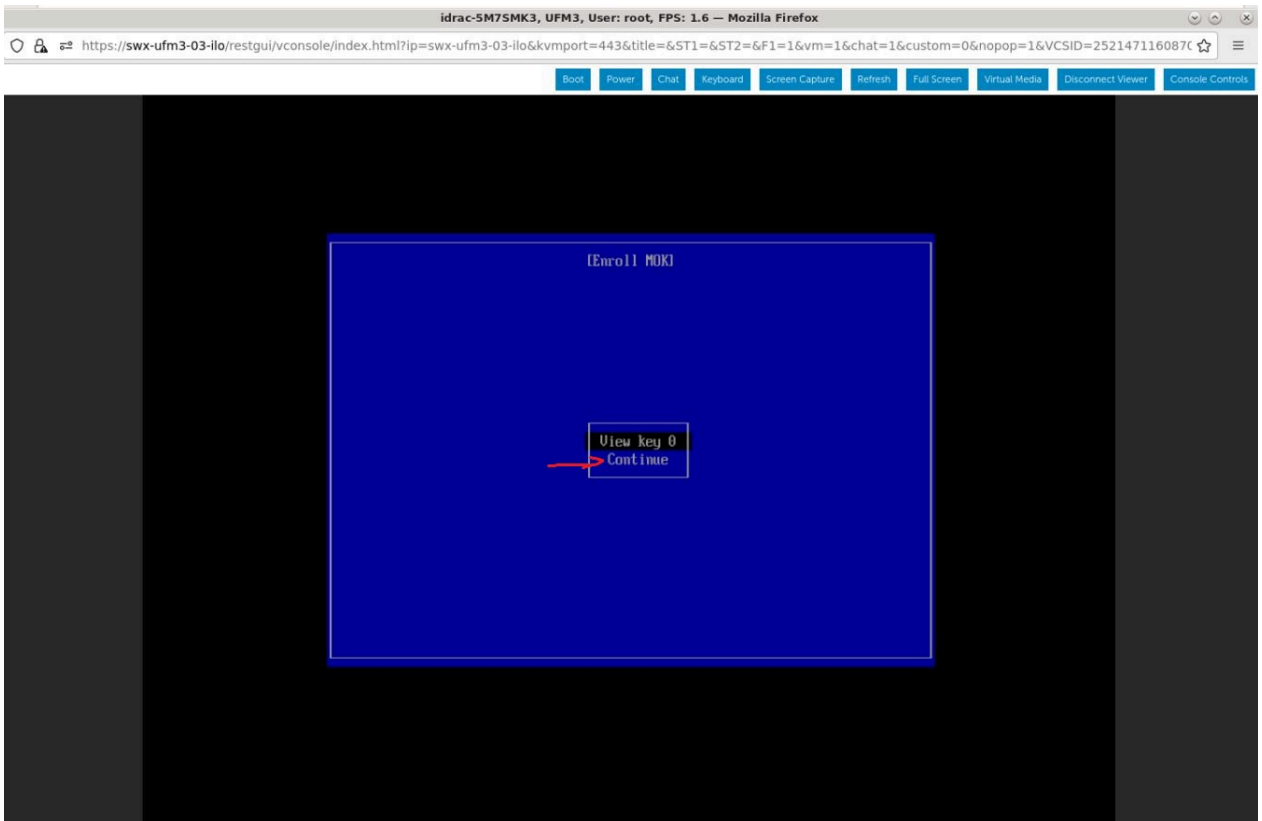 idrac-5M7SMK3, UFM3, User: root, FPS: 1.6 — Mozilla Firefox
https://swx-ufm3-03-ilo/restgui/vconsole/index.html?ip=swx-ufm3-03-ilo&kvmport=443&title=&ST1=&ST2=&F1=1&vm=1&chat=1&custom=0&nopop=1&VCSID=2521471160870
Boot Power Chat Keyboard Screen Capture Refresh Full Screen Virtual Media Disconnect Viewer Console Controls
[Enroll MOK]
View key 0
Continue